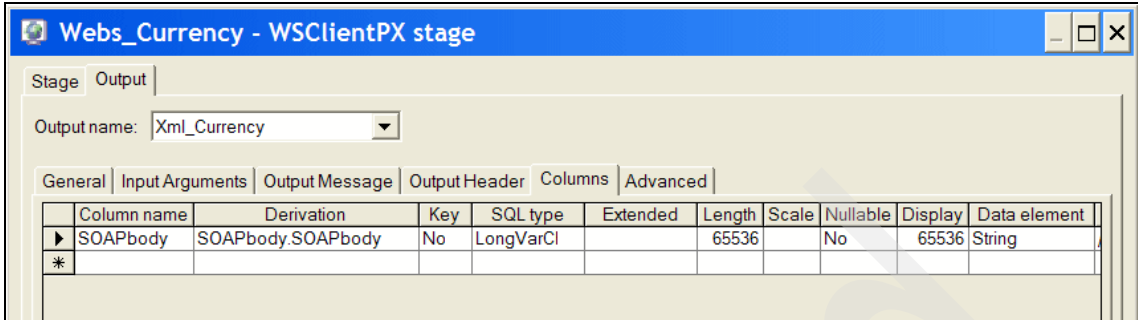 Webs_Currency - WSClientPX stage
Stage Output
Output name: Xml_Currency
General Input Arguments Output Message Output Header Columns Advanced
Column name Derivation Key SQL type Extended Length Scale Nullable Display Data element
SOAPbody SOAPbody.SOAPbody No LongVarCl 65536 No 65536 String
*